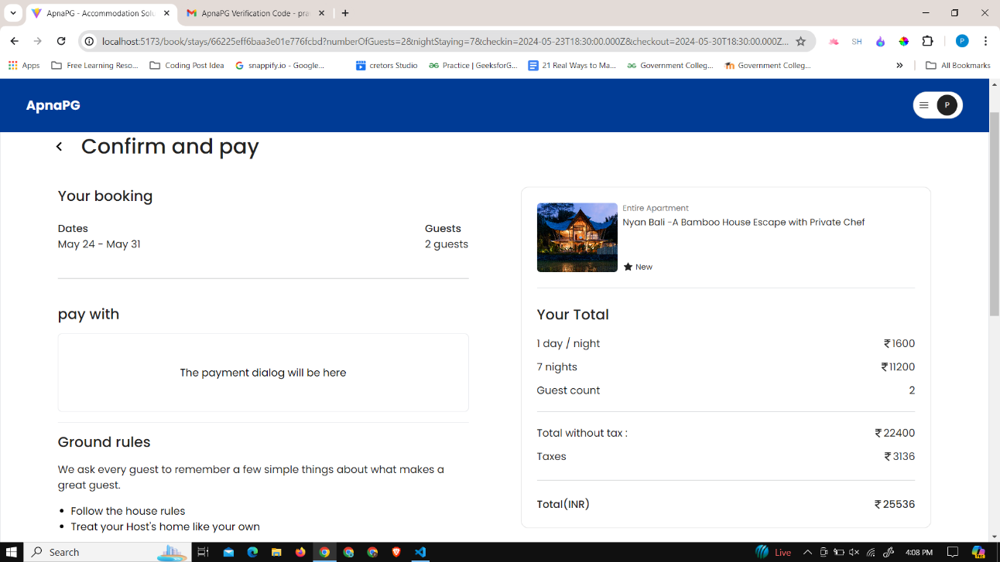 ApnaPG - Accommodation Solu
ApnaPG Verification Code - pra
localhost:5173/book/stays/66225eff6baa3e01e776fcbd?numberOfGuests=2&nightStaying=7&checkin=2024-05-23T18:30:00.000Z&checkout=2024-05-30T18:30:00.000Z...
SH
P
Apps
Free Learning Reso...
Coding Post Idea
snappify.io - Google...
cretors Studio
Practice | GeeksforG...
21 Real Ways to Ma...
Government Colleg...
Government Colleg...
»
All Bookmarks
ApnaPG
P
Confirm and pay
Your booking
Dates
Guests
May 24 - May 31
2 guests
pay with
The payment dialog will be here
Ground rules
We ask every guest to remember a few simple things about what makes a
great guest.
• Follow the house rules
• Treat your Host's home like your own
Entire Apartment
Nyan Bali -A Bamboo House Escape with Private Chef
New
Your Total
1 day / night ₹1600
7 nights ₹11200
Guest count 2
Total without tax : ₹22400
Taxes ₹3136
Total(INR) ₹25536
Search
Live
4:08 PM